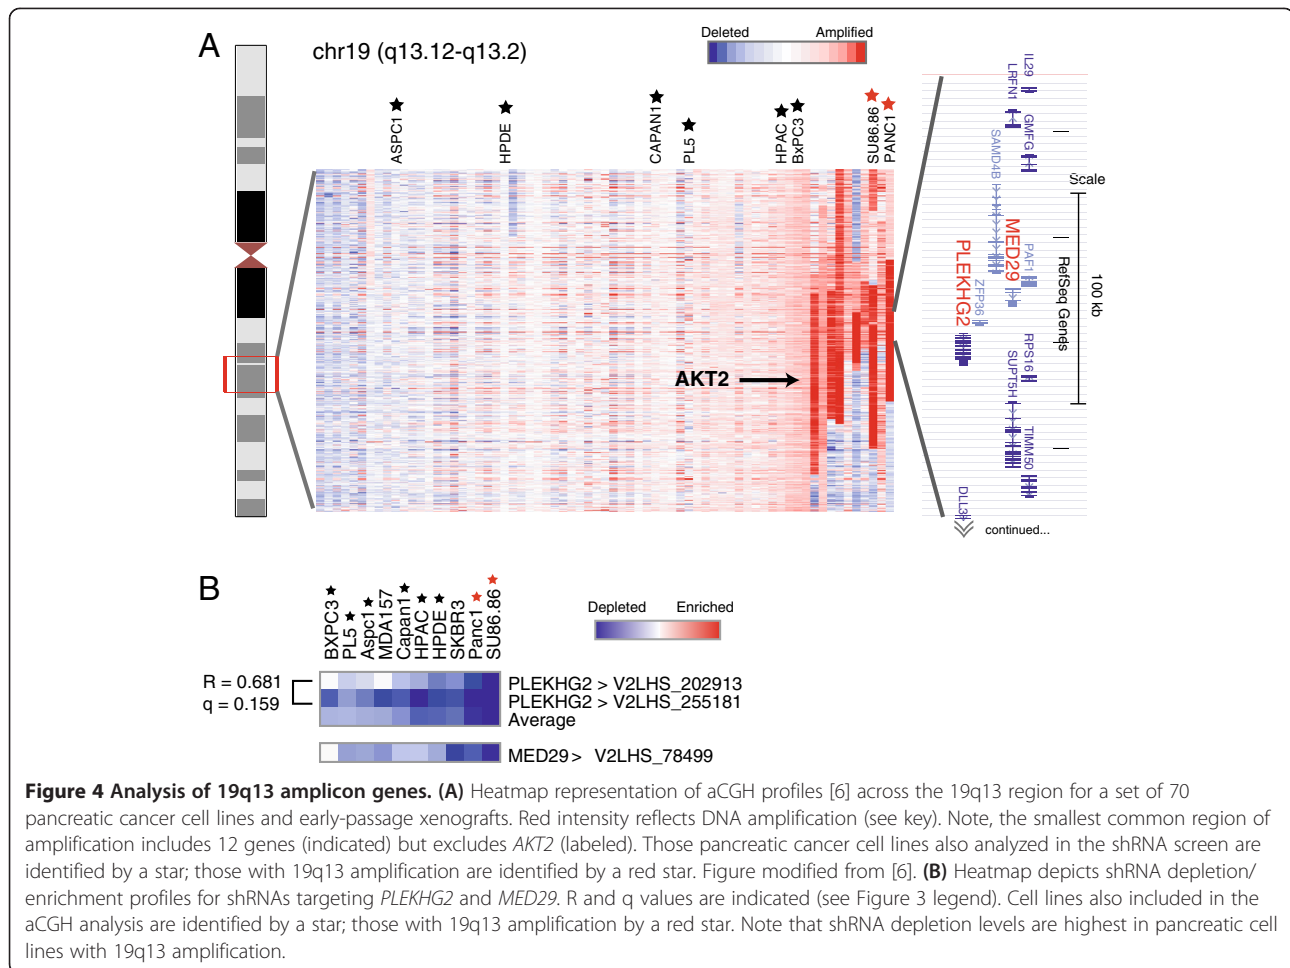 A
chr19 (q13.12-q13.2)
Deleted
Amplified
ASPC1
HPDE
CAPAN1
PL5
HPAC
BxPC3
SU86.86
PANC1
AKT2
IL29
LRFN1
GMFG
SAMD4B
Scale
MED29
PAF1
PLEKHG2
ZFP36
RefSeq Genes
100 kb
RPS16
SUPT5H
TIMM50
DLL3
continued...
B
BXPC3
PL5
Aspc1
MDA157
Capan1
HPAC
HPDE
SKBR3
Panc1
SU86.86
Depleted
Enriched
R = 0.681
q = 0.159
PLEKHG2 > V2LHS_202913
PLEKHG2 > V2LHS_255181
Average
MED29 > V2LHS_78499
Figure 4 Analysis of 19q13 amplicon genes. (A) Heatmap representation of aCGH profiles [6] across the 19q13 region for a set of 70
pancreatic cancer cell lines and early-passage xenografts. Red intensity reflects DNA amplification (see key). Note, the smallest common region of
amplification includes 12 genes (indicated) but excludes AKT2 (labeled). Those pancreatic cancer cell lines also analyzed in the shRNA screen are
identified by a star; those with 19q13 amplification are identified by a red star. Figure modified from [6]. (B) Heatmap depicts shRNA depletion/
enrichment profiles for shRNAs targeting PLEKHG2 and MED29. R and q values are indicated (see Figure 3 legend). Cell lines also included in the
aCGH analysis are identified by a star; those with 19q13 amplification by a red star. Note that shRNA depletion levels are highest in pancreatic cell
lines with 19q13 amplification.